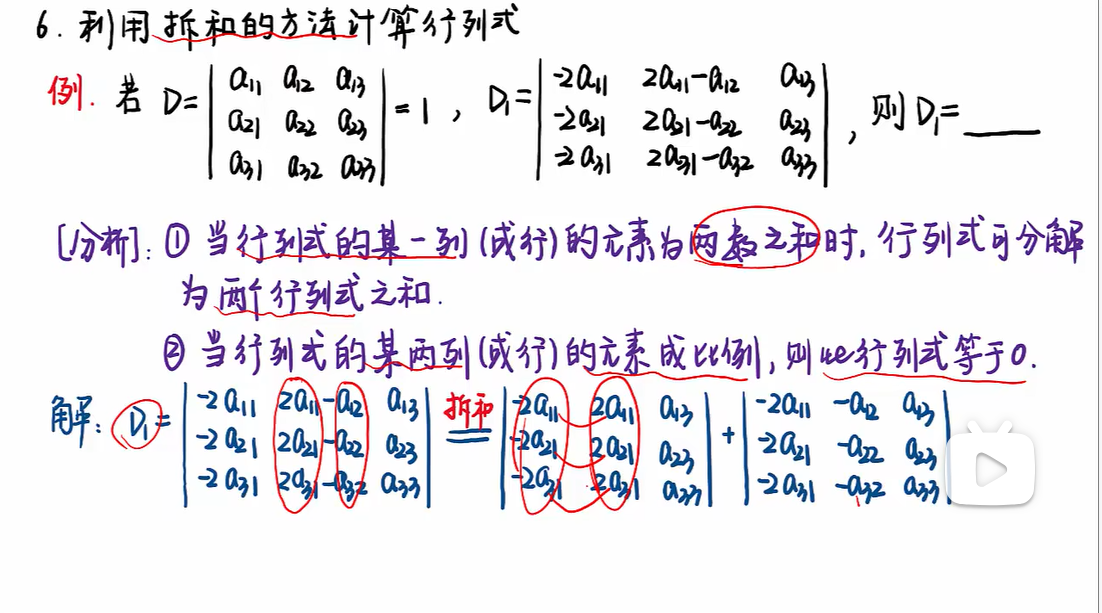 6. 利用拆和的方法计算行列式
例. 若 D = | a₁₁ a₁₂ a₁₃ ; a₂₁ a₂₂ a₂₃ ; a₃₁ a₃₂ a₃₃ | = 1 , D₁ = | -2a₁₁ 2a₁₁-a₁₂ a₁₃ ; -2a₂₁ 2a₂₁-a₂₂ a₂₃ ; -2a₃₁ 2a₃₁-a₃₂ a₃₃ | , 则 D₁ = ____
[分析]: ① 当行列式的某一列(或行)的元素为两数之和时, 行列式可分解
为两个行列式之和.
② 当行列式的某两列(或行)的元素成比例, 则此行列式等于0.
解: D₁ = | -2a₁₁ 2a₁₁-a₁₂ a₁₃ ; -2a₂₁ 2a₂₁-a₂₂ a₂₃ ; -2a₃₁ 2a₃₁-a₃₂ a₃₃ | 拆和 = | -2a₁₁ 2a₁₁ a₁₃ ; -2a₂₁ 2a₂₁ a₂₃ ; -2a₃₁ 2a₃₁ a₃₃ | + | -2a₁₁ -a₁₂ a₁₃ ; -2a₂₁ -a₂₂ a₂₃ ; -2a₃₁ -a₃₂ a₃₃ |